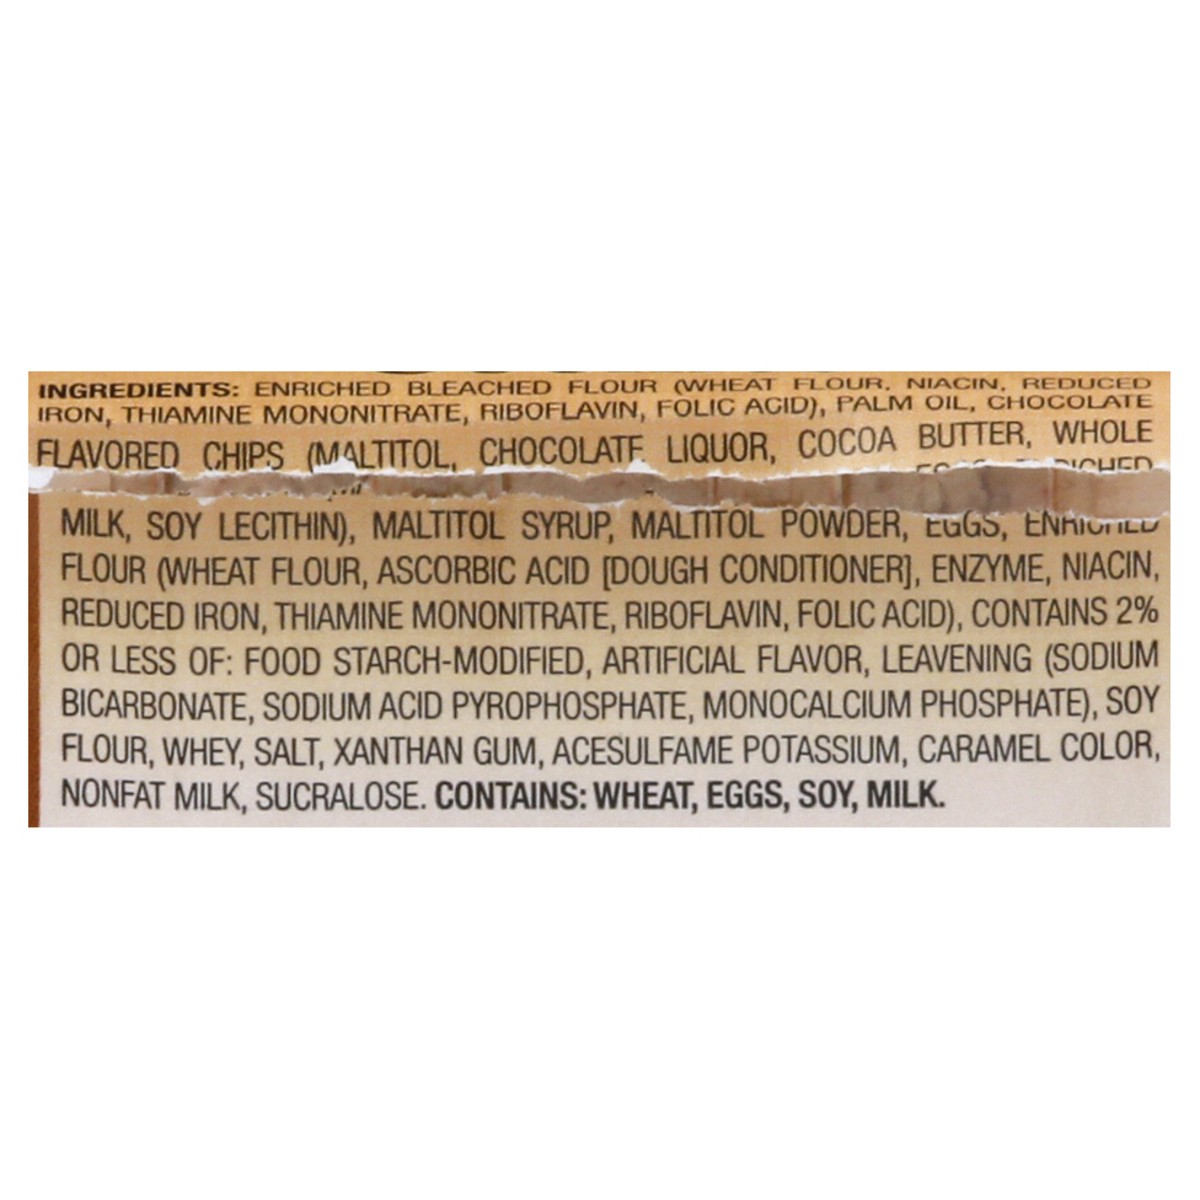 INGREDIENTS: ENRICHED BLEACHED FLOUR (WHEAT FLOUR, NIACIN, REDUCED
IRON, THIAMINE MONONITRATE, RIBOFLAVIN, FOLIC ACID), PALM OIL, CHOCOLATE
FLAVORED CHIPS (MALTITOL, CHOCOLATE LIQUOR, COCOA BUTTER, WHOLE
MILK, SOY LECITHIN), MALTITOL SYRUP, MALTITOL POWDER, EGGS, ENRICHED
FLOUR (WHEAT FLOUR, ASCORBIC ACID [DOUGH CONDITIONER], ENZYME, NIACIN,
REDUCED IRON, THIAMINE MONONITRATE, RIBOFLAVIN, FOLIC ACID), CONTAINS 2%
OR LESS OF: FOOD STARCH-MODIFIED, ARTIFICIAL FLAVOR, LEAVENING (SODIUM
BICARBONATE, SODIUM ACID PYROPHOSPHATE, MONOCALCIUM PHOSPHATE), SOY
FLOUR, WHEY, SALT, XANTHAN GUM, ACESULFAME POTASSIUM, CARAMEL COLOR,
NONFAT MILK, SUCRALOSE. CONTAINS: WHEAT, EGGS, SOY, MILK.